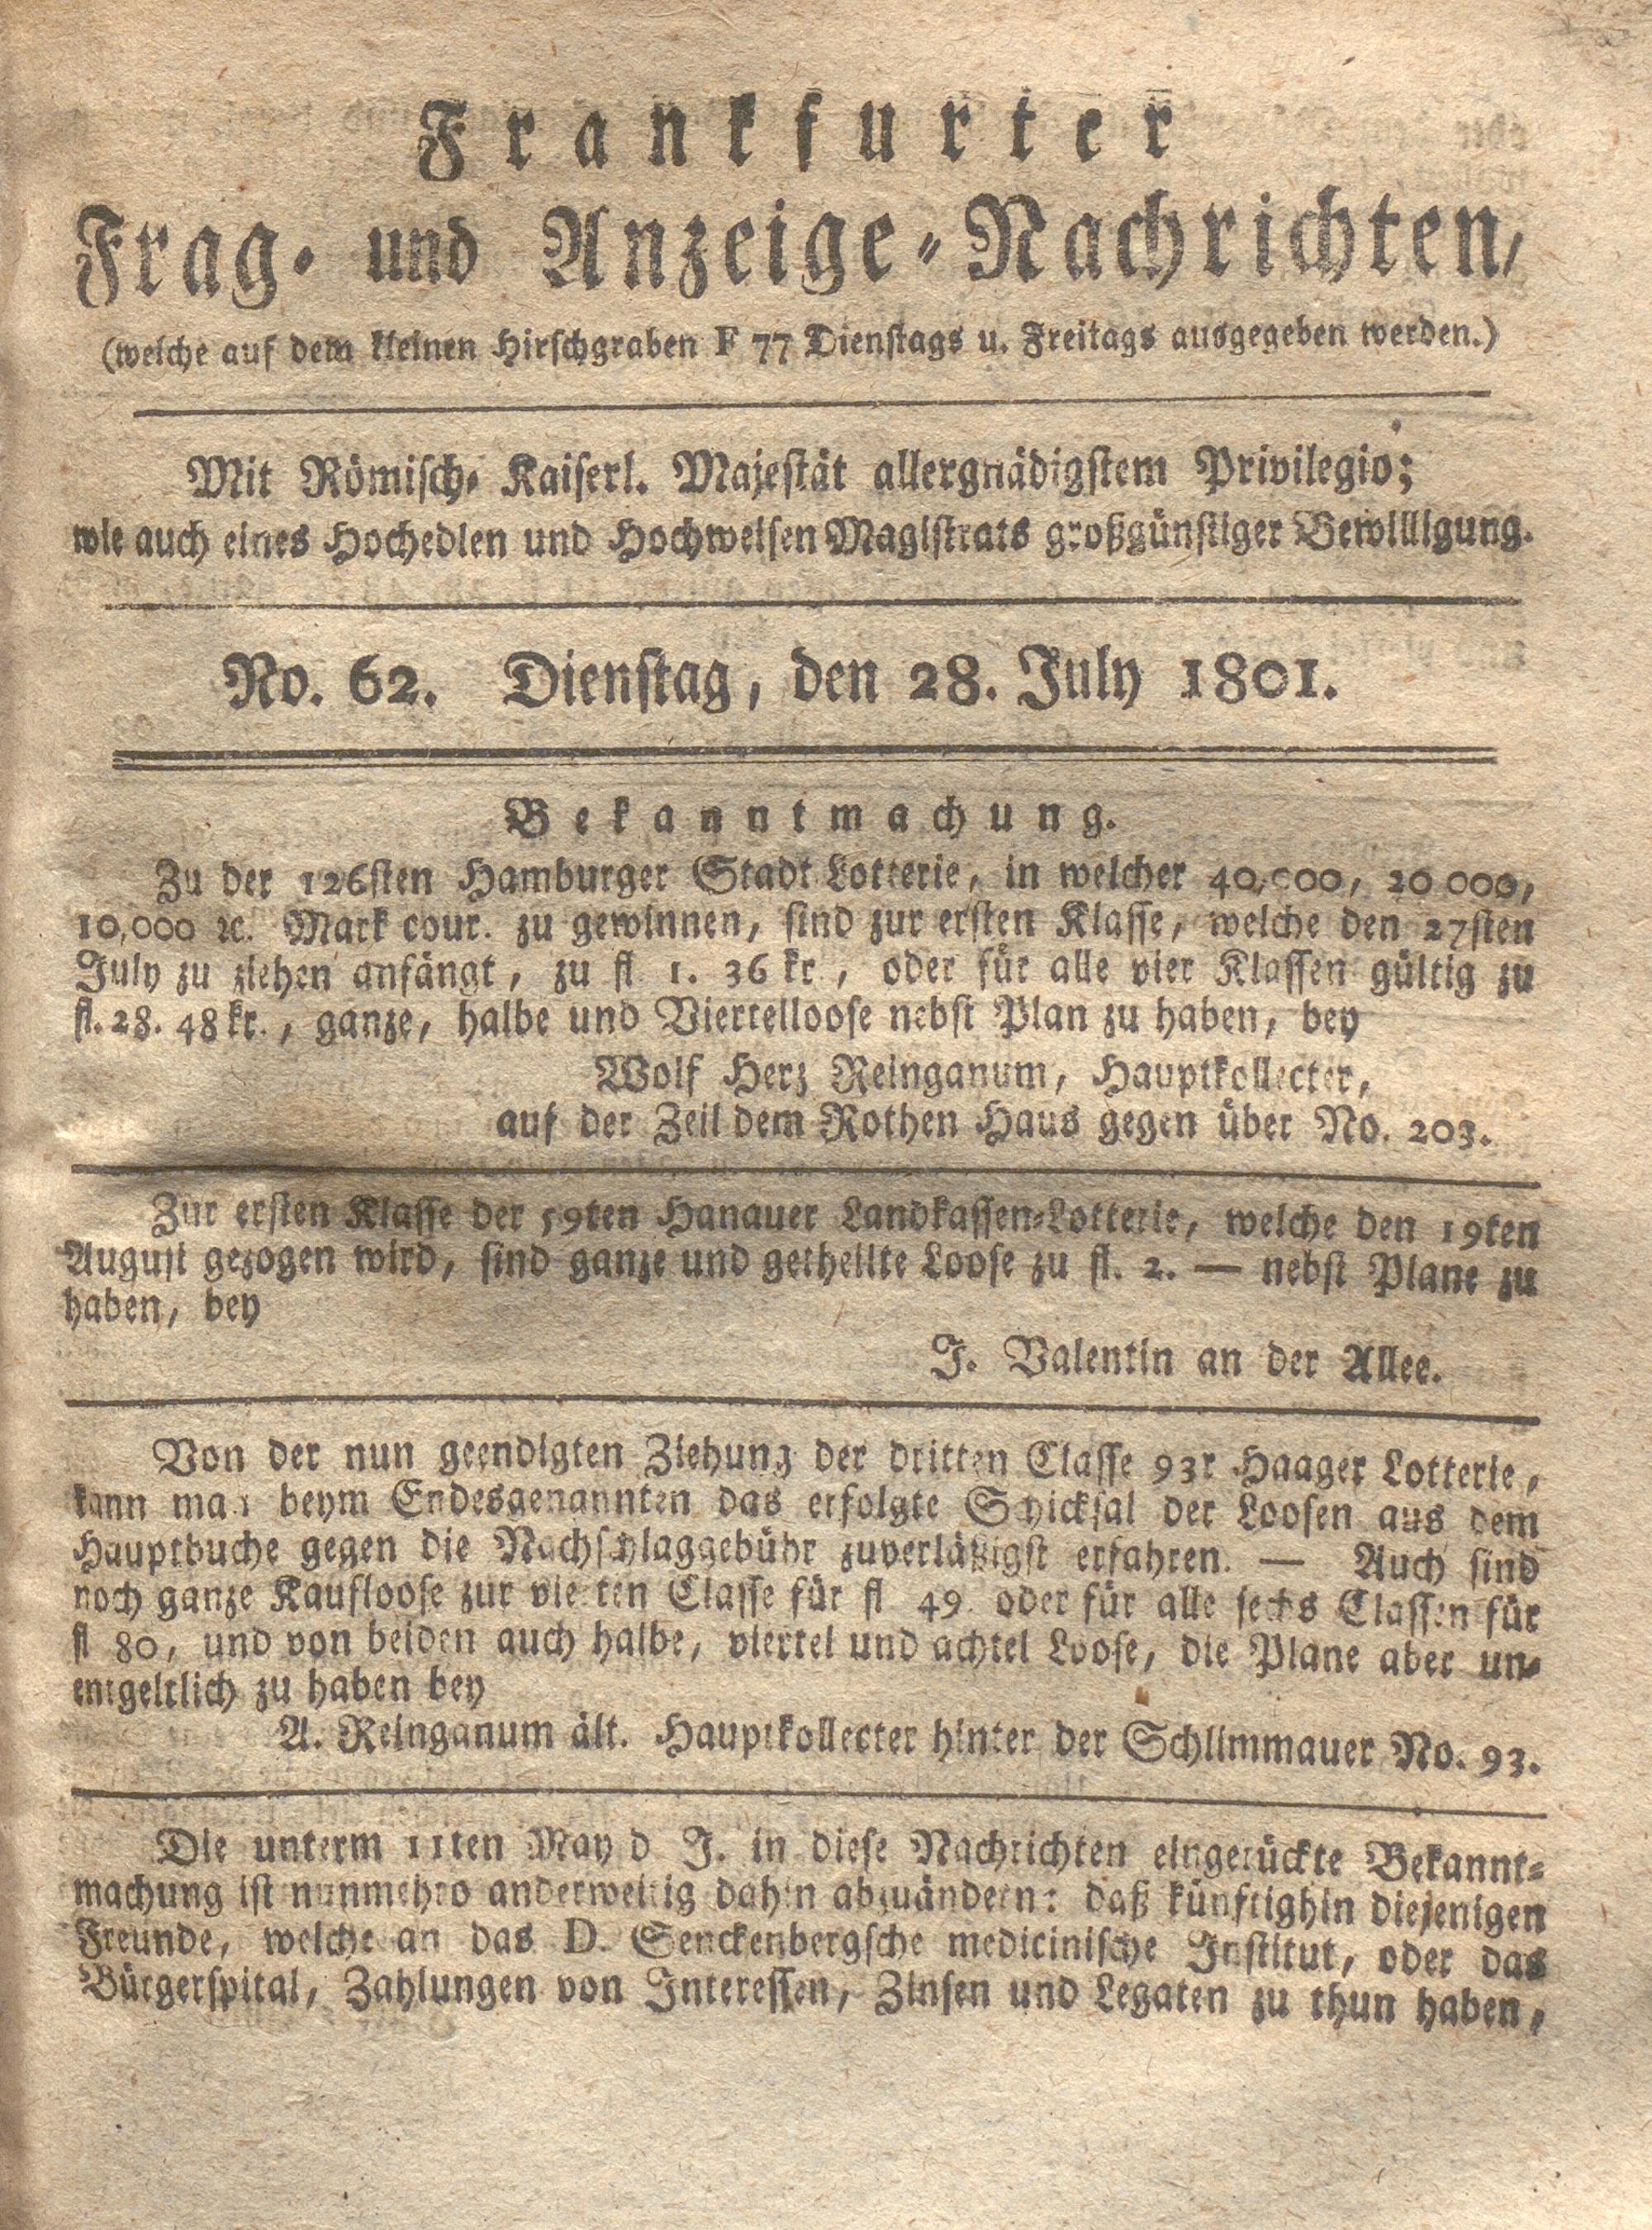 Frankfurter
Frag- und Anzeige-Nachrichten,
(welche auf dem kleinen Hirschgraben F 77 Dienstags u. Freitags ausgegeben werden.)
Mit Römisch- Kaiserl. Majestät allergnädigstem Privilegio;
wie auch eines Hochedlen und Hochweisen Magistrats großgünstiger Bewilligung.
No. 62. Dienstag, den 28. July 1801.
Bekanntmachung.
Zu der 126sten Hamburger Stadt Lotterie, in welcher 40,000, 20 000,
10,000 ꝛc. Mark cour. zu gewinnen, sind zur ersten Klasse, welche den 27sten
July zu ziehen anfängt, zu fl 1. 36 kr., oder für alle vier Klassen gültig zu
fl. 28. 48 kr., ganze, halbe und Viertelloose nebst Plan zu haben, bey
Wolf Herz Reinganum, Hauptkollecter,
auf der Zeil dem Rothen Haus gegen über No. 203.
Zur ersten Klasse der 59ten Hanauer Landkassen-Lotterie, welche den 19ten
August gezogen wird, sind ganze und getheilte Loose zu fl. 2. — nebst Plane zu
haben, bey
J. Valentin an der Allee.
Von der nun geendigten Ziehung der dritten Classe 93r Haager Lotterie,
kann man beym Endesgenannten das erfolgte Schicksal der Loosen aus dem
Hauptbuche gegen die Nachschlaggebühr zuverläßigst erfahren. — Auch sind
noch ganze Kaufloose zur vierten Classe für fl 49. oder für alle sechs Classen für
fl 80, und von beiden auch halbe, viertel und achtel Loose, die Plane aber un-
entgeltlich zu haben bey
A. Reinganum ält. Hauptkollecter hinter der Schlimmauer No. 93.
Die unterm 11ten May d J. in diese Nachrichten eingerückte Bekannt-
machung ist nunmehro anderweitig dahin abzuändern: daß künftighin diejenigen
Freunde, welche an das D. Senckenbergsche medicinische Institut, oder das
Bürgerspital, Zahlungen von Interessen, Zinsen und Legaten zu thun haben,